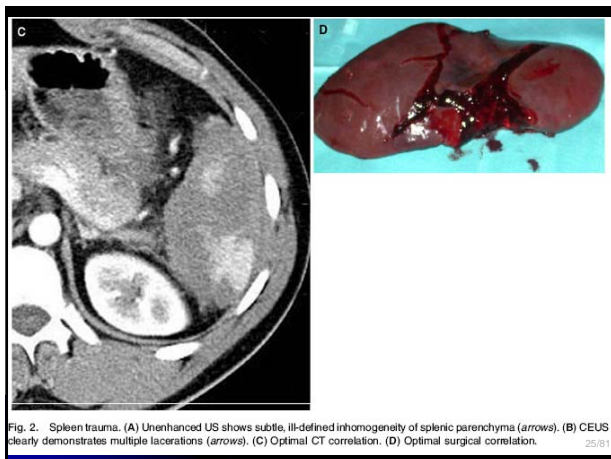 C
D
Fig. 2. Spleen trauma. (A) Unenhanced US shows subtle, ill-defined inhomogeneity of splenic parenchyma (arrows). (B) CEUS
clearly demonstrates multiple lacerations (arrows). (C) Optimal CT correlation. (D) Optimal surgical correlation.
25/81